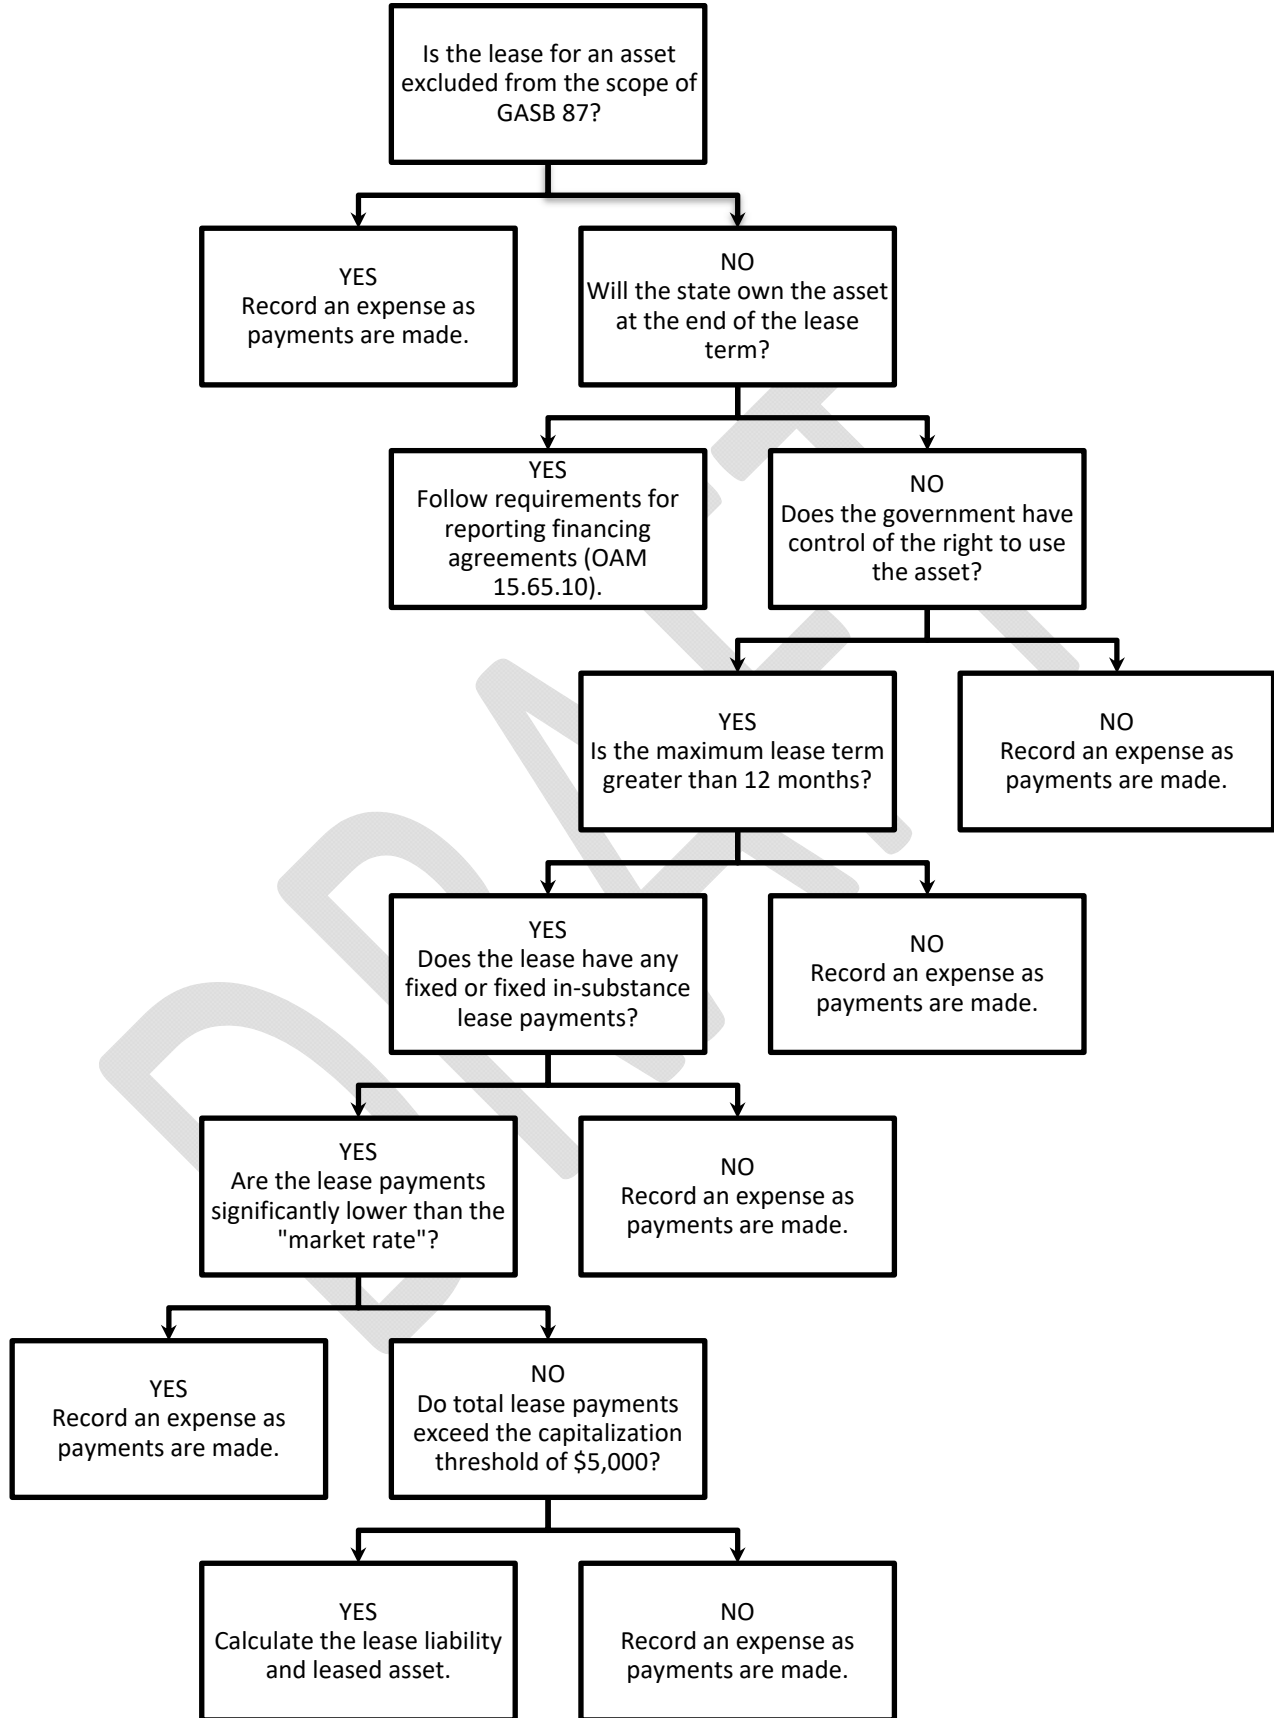 Is the lease for an asset
excluded from the scope of
GASB 87?
YES
Record an expense as
payments are made.
NO
Will the state own the asset
at the end of the lease
term?
YES
Follow requirements for
reporting financing
agreements (OAM
15.65.10).
NO
Does the government have
control of the right to use
the asset?
YES
Is the maximum lease term
greater than 12 months?
NO
Record an expense as
payments are made.
YES
Does the lease have any
fixed or fixed in-substance
lease payments?
NO
Record an expense as
payments are made.
YES
Are the lease payments
significantly lower than the
"market rate"?
NO
Record an expense as
payments are made.
YES
Record an expense as
payments are made.
NO
Do total lease payments
exceed the capitalization
threshold of $5,000?
YES
Calculate the lease liability
and leased asset.
NO
Record an expense as
payments are made.
DRAFT